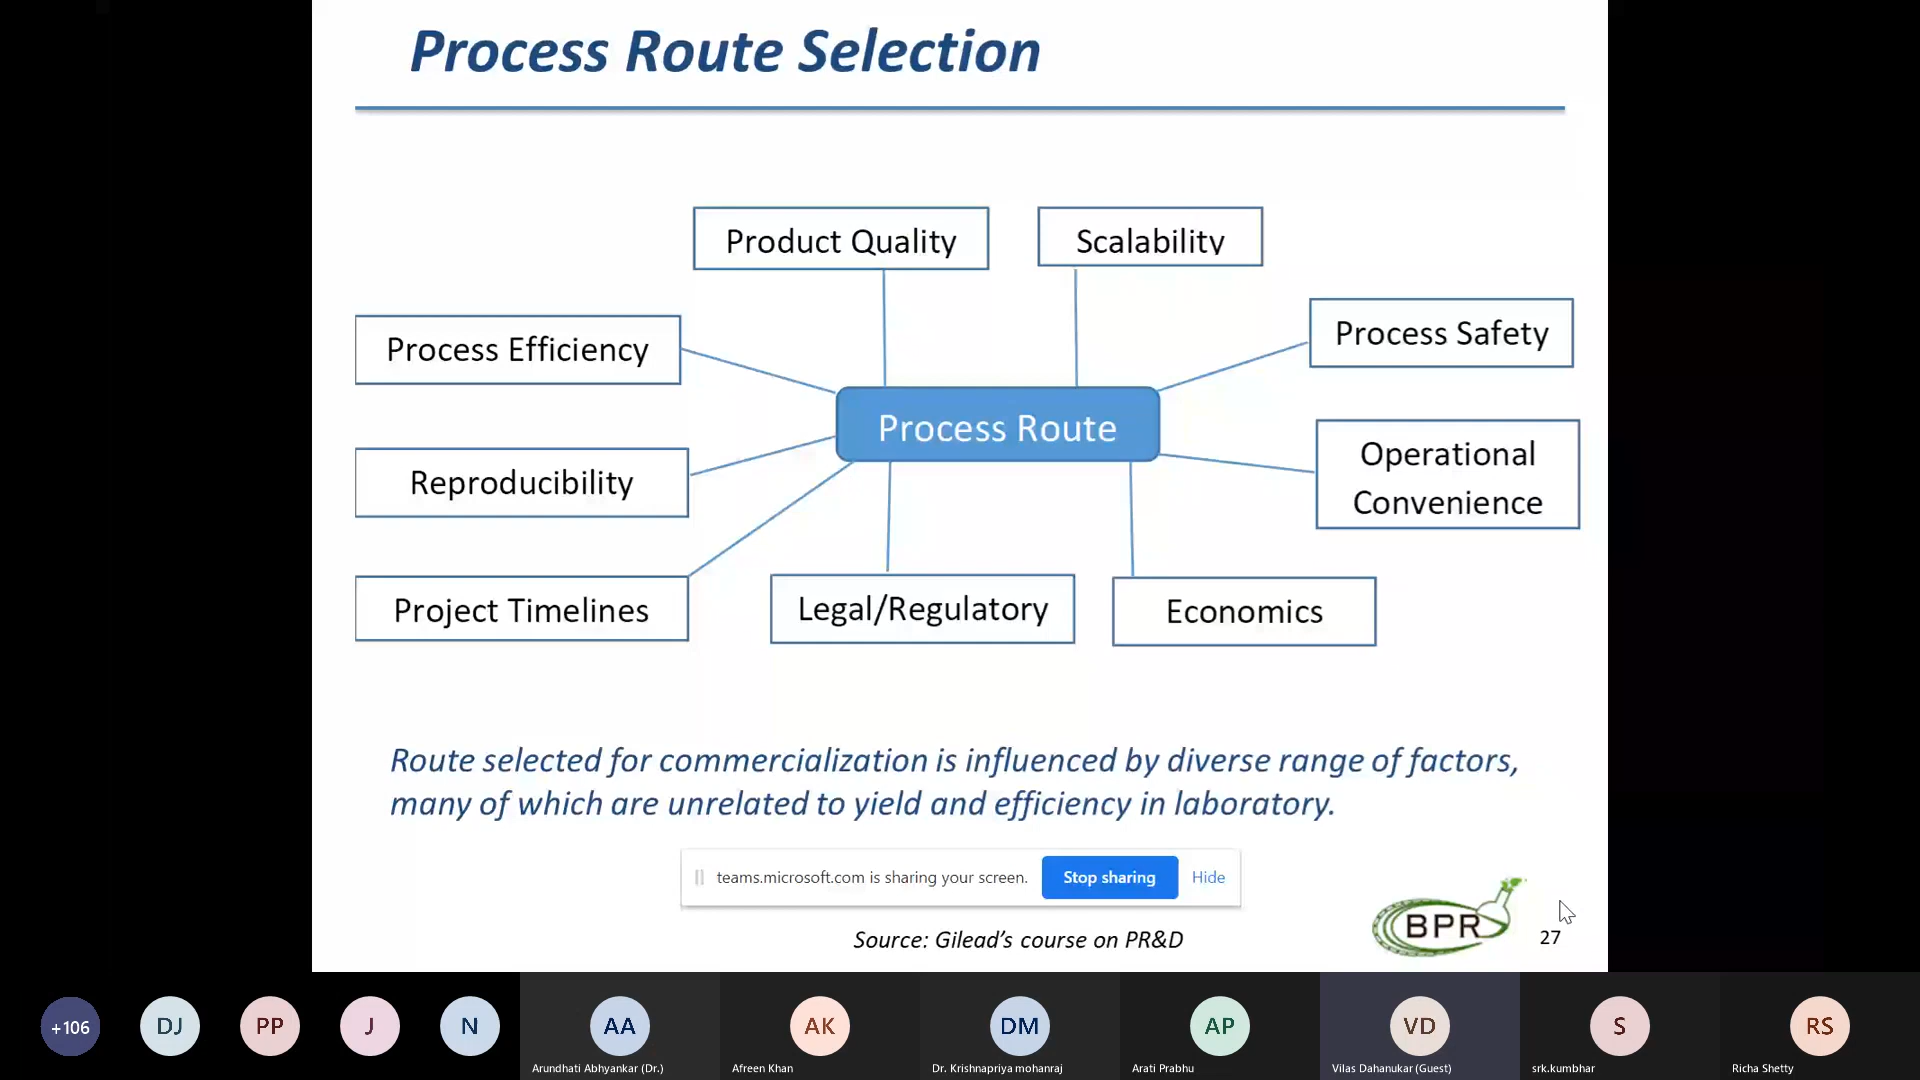 Process Route Selection
Product Quality
Scalability
Process Efficiency
Process Safety
Process Route
Reproducibility
Operational
Convenience
Project Timelines
Legal/Regulatory
Economics
Route selected for commercialization is influenced by diverse range of factors,
many of which are unrelated to yield and efficiency in laboratory.
teams.microsoft.com is sharing your screen.
Stop sharing
Hide
BPR
Source: Gilead's course on PR&D
27
+106
DJ
PP
J
N
AA
AK
DM
AP
VD
S
RS
Arundhati Abhyankar (Dr.)
Afreen Khan
Dr. Krishnapriya mohanraj
Arati Prabhu
Vilas Dahanukar (Guest)
srk.kumbhar
Richa Shetty